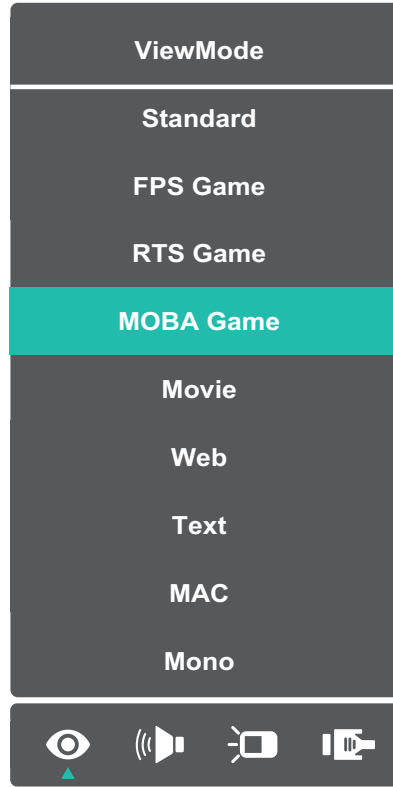 ViewMode
Standard
FPS Game
RTS Game
MOBA Game
Movie
Web
Text
MAC
Mono